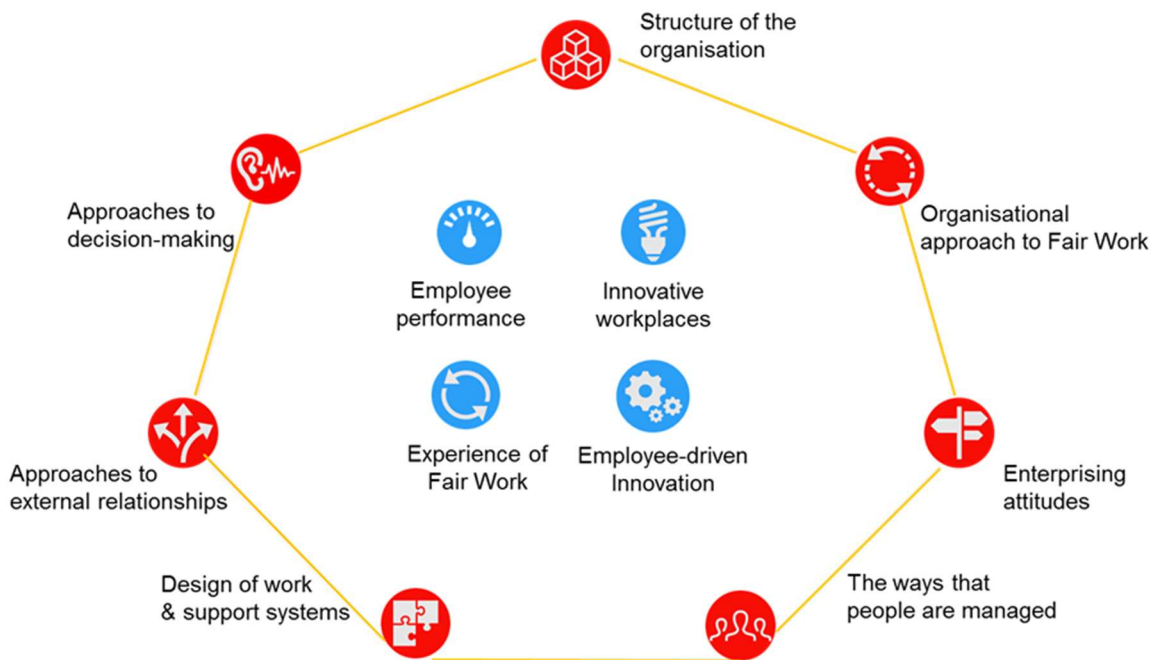 Structure of the
organisation
Approaches to
decision-making
Organisational
approach to Fair Work
Employee
performance
Innovative
workplaces
Experience of
Fair Work
Employee-driven
Innovation
Approaches to
external relationships
Enterprising
attitudes
Design of work
& support systems
The ways that
people are managed